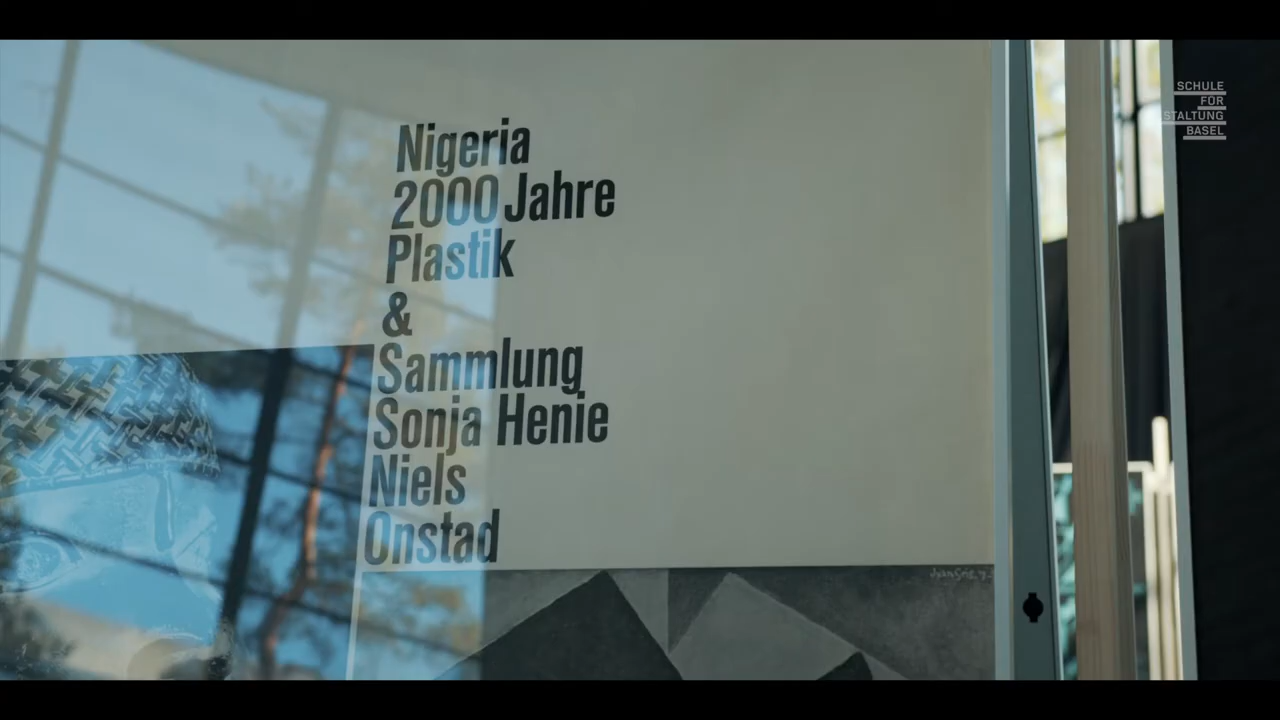 Nigeria
2000 Jahre
Plastik
&
Sammlung
Sonja Henie
Niels
Onstad
SCHULE
FÜR
STALTUNG
BASEL